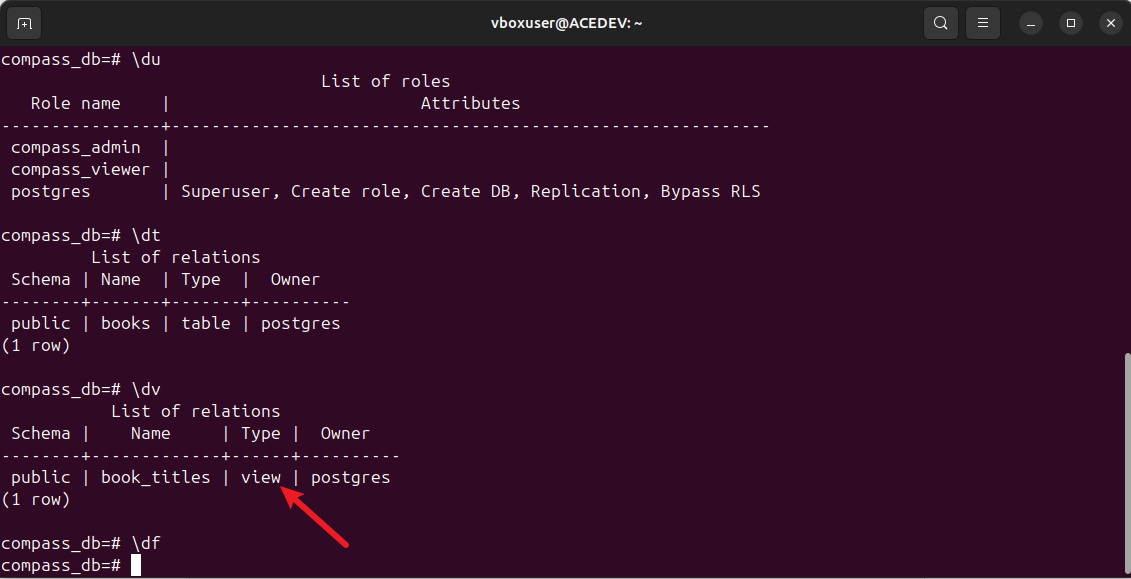 vboxuser@ACEDEV: ~
compass_db=# \du
                                List of roles
   Role name    |                         Attributes
----------------+------------------------------------------------------------
 compass_admin  |
 compass_viewer |
 postgres       | Superuser, Create role, Create DB, Replication, Bypass RLS
compass_db=# \dt
         List of relations
 Schema | Name  | Type  |  Owner
--------+-------+-------+----------
 public | books | table | postgres
(1 row)
compass_db=# \dv
           List of relations
 Schema |    Name     | Type |  Owner
--------+-------------+------+----------
 public | book_titles | view | postgres
(1 row)
compass_db=# \df
compass_db=#